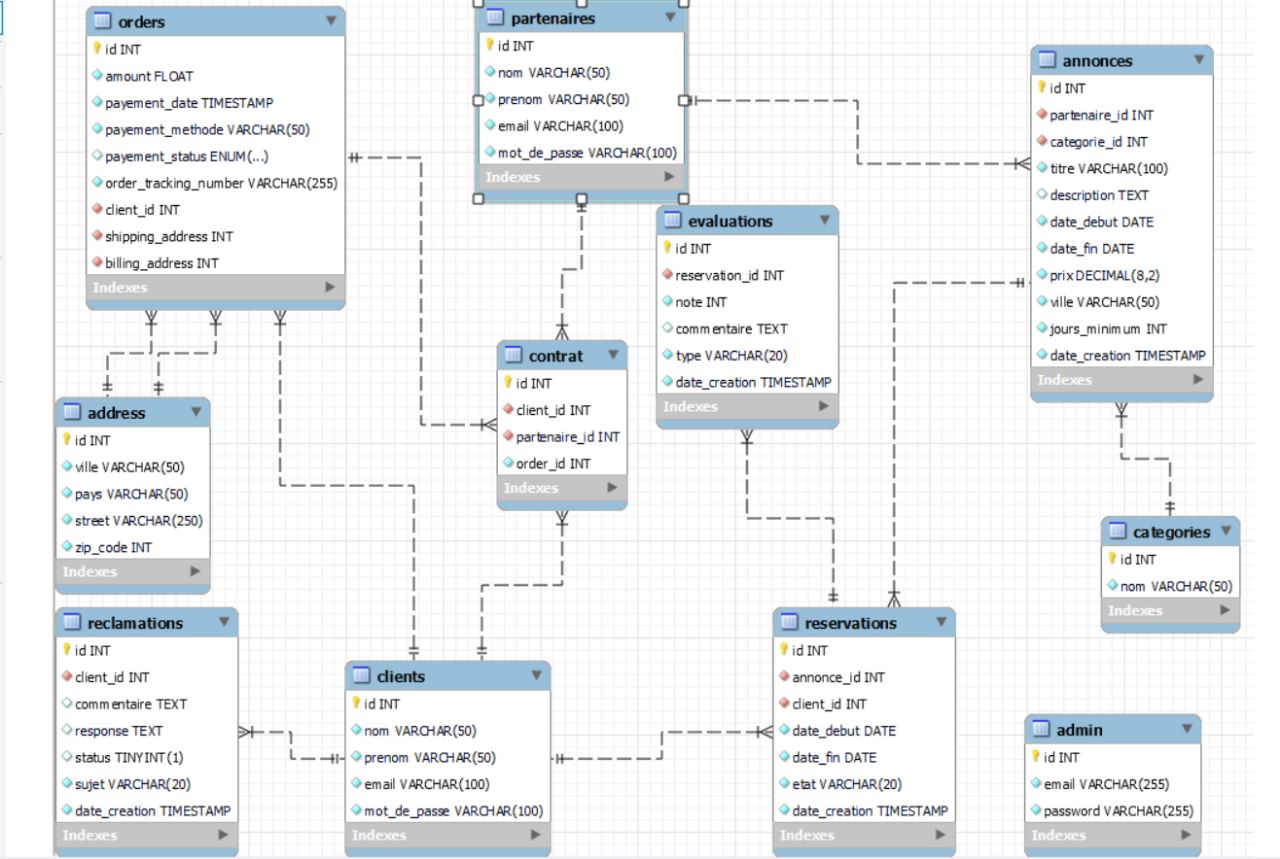 orders
id INT
amount FLOAT
payement_date TIMESTAMP
payement_methode VARCHAR(50)
payement_status ENUM(...)
order_tracking_number VARCHAR(255)
client_id INT
shipping_address INT
billing_address INT
Indexes
partenaires
id INT
nom VARCHAR(50)
prenom VARCHAR(50)
email VARCHAR(100)
mot_de_passe VARCHAR(100)
Indexes
annonces
id INT
partenaire_id INT
categorie_id INT
titre VARCHAR(100)
description TEXT
date_debut DATE
date_fin DATE
prix DECIMAL(8,2)
ville VARCHAR(50)
jours_minimum INT
date_creation TIMESTAMP
Indexes
evaluations
id INT
reservation_id INT
note INT
commentaire TEXT
type VARCHAR(20)
date_creation TIMESTAMP
Indexes
contrat
id INT
client_id INT
partenaire_id INT
order_id INT
Indexes
address
id INT
ville VARCHAR(50)
pays VARCHAR(50)
street VARCHAR(250)
zip_code INT
Indexes
categories
id INT
nom VARCHAR(50)
Indexes
reclamations
id INT
client_id INT
commentaire TEXT
response TEXT
status TINYINT(1)
sujet VARCHAR(20)
date_creation TIMESTAMP
Indexes
clients
id INT
nom VARCHAR(50)
prenom VARCHAR(50)
email VARCHAR(100)
mot_de_passe VARCHAR(100)
Indexes
reservations
id INT
annonce_id INT
client_id INT
date_debut DATE
date_fin DATE
etat VARCHAR(20)
date_creation TIMESTAMP
Indexes
admin
id INT
email VARCHAR(255)
password VARCHAR(255)
Indexes